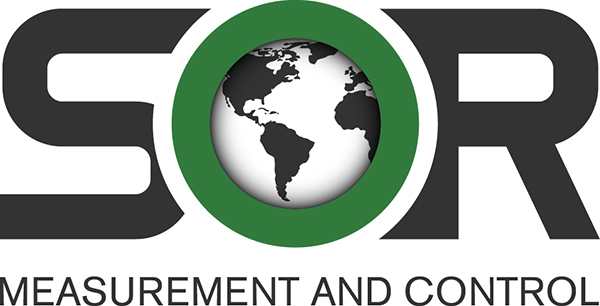 SOR
MEASUREMENT AND CONTROL